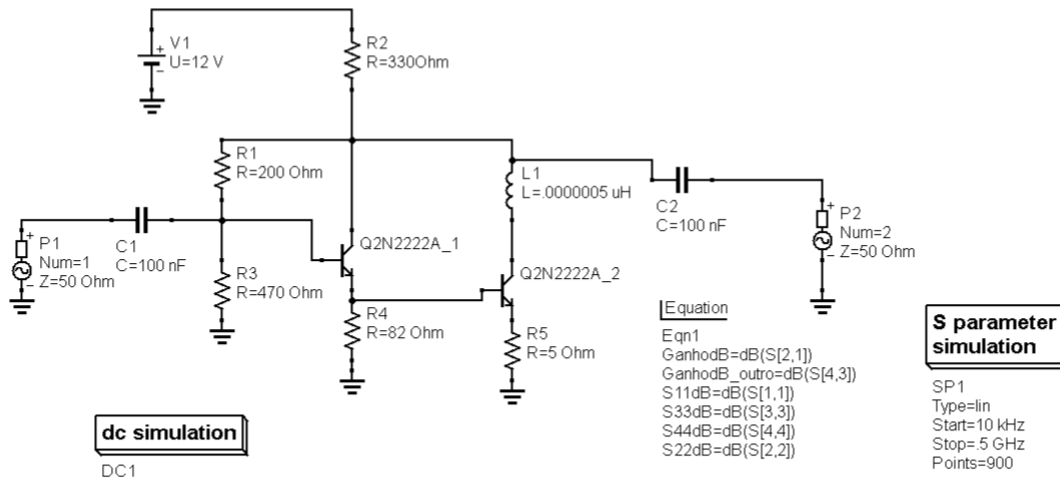 V1
U=12 V
R2
R=330Ohm
R1
R=200 Ohm
L1
L=.0000005 uH
C2
C=100 nF
P2
Num=2
Z=50 Ohm
P1
Num=1
Z=50 Ohm
C1
C=100 nF
Q2N2222A_1
R3
R=470 Ohm
Q2N2222A_2
R4
R=82 Ohm
R5
R=5 Ohm
Equation
Eqn1
GanhodB=dB(S[2,1])
GanhodB_outro=dB(S[4,3])
S11dB=dB(S[1,1])
S33dB=dB(S[3,3])
S44dB=dB(S[4,4])
S22dB=dB(S[2,2])
S parameter
simulation
SP1
Type=lin
Start=10 kHz
Stop=.5 GHz
Points=900
dc simulation
DC1